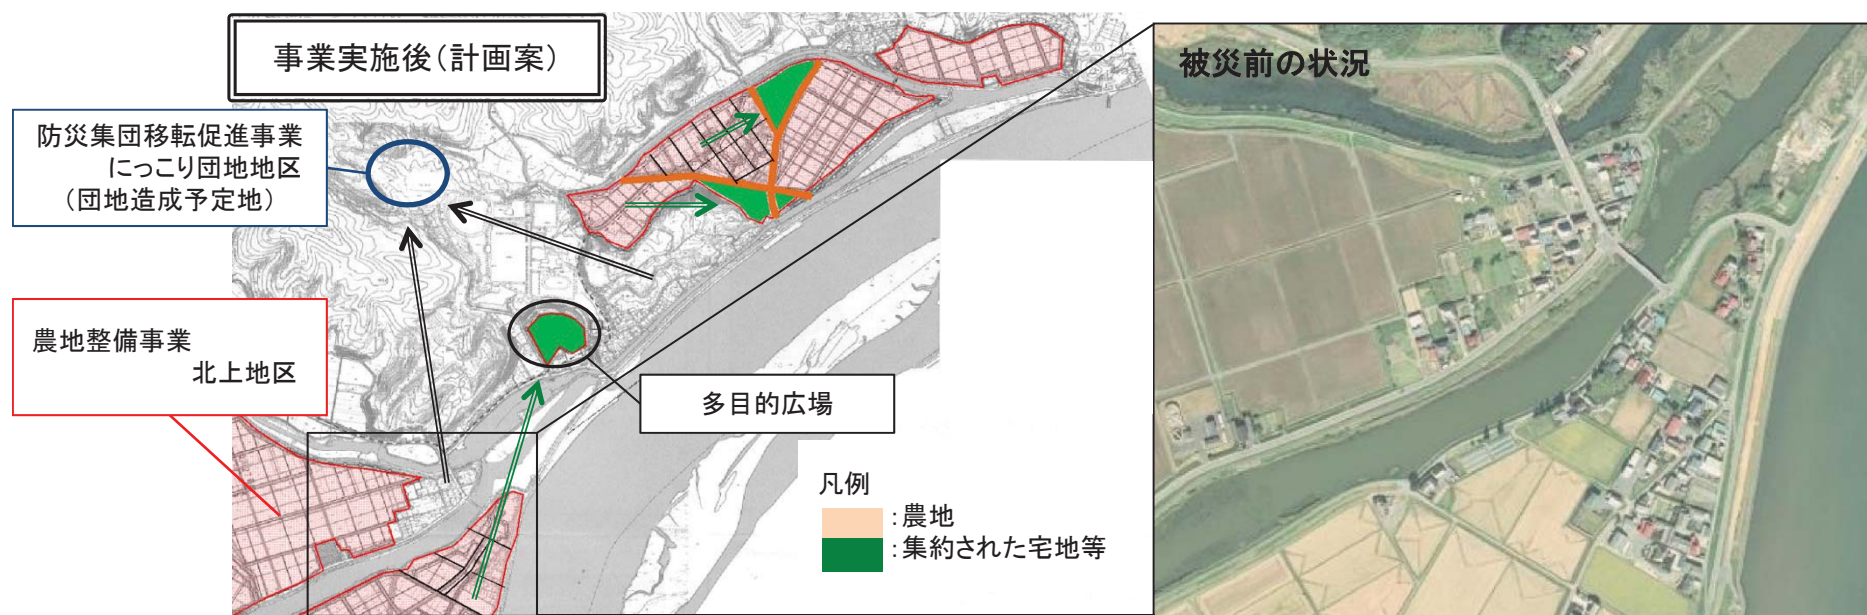 事業実施後(計画案)
被災前の状況
防災集団移転促進事業
にっこり団地地区
(団地造成予定地)
農地整備事業
北上地区
多目的広場
凡例
:農地
:集約された宅地等